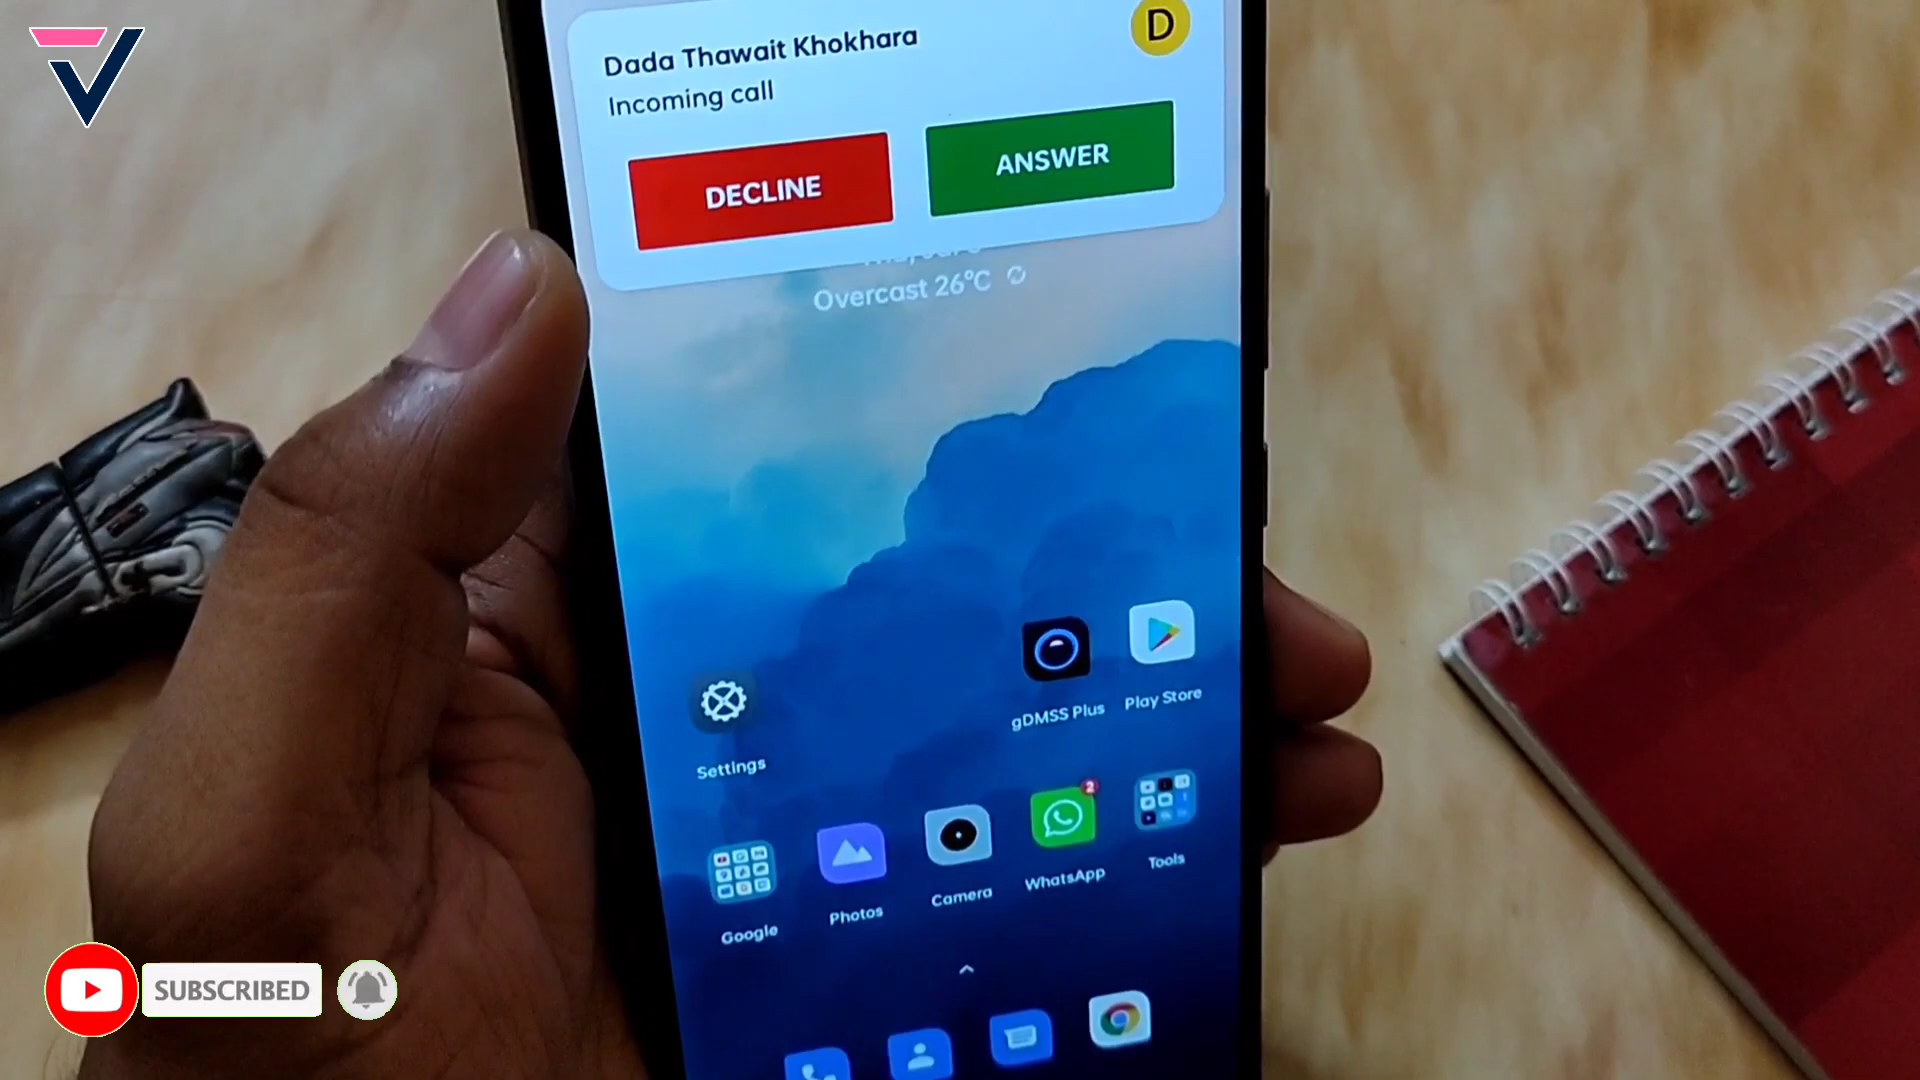 Dada Thawait Khokhara
D
Incoming call
DECLINE
ANSWER
Overcast 26°C
gDMSS Plus
Play Store
Settings
Google
Photos
Camera
WhatsApp
2
Tools
SUBSCRIBED